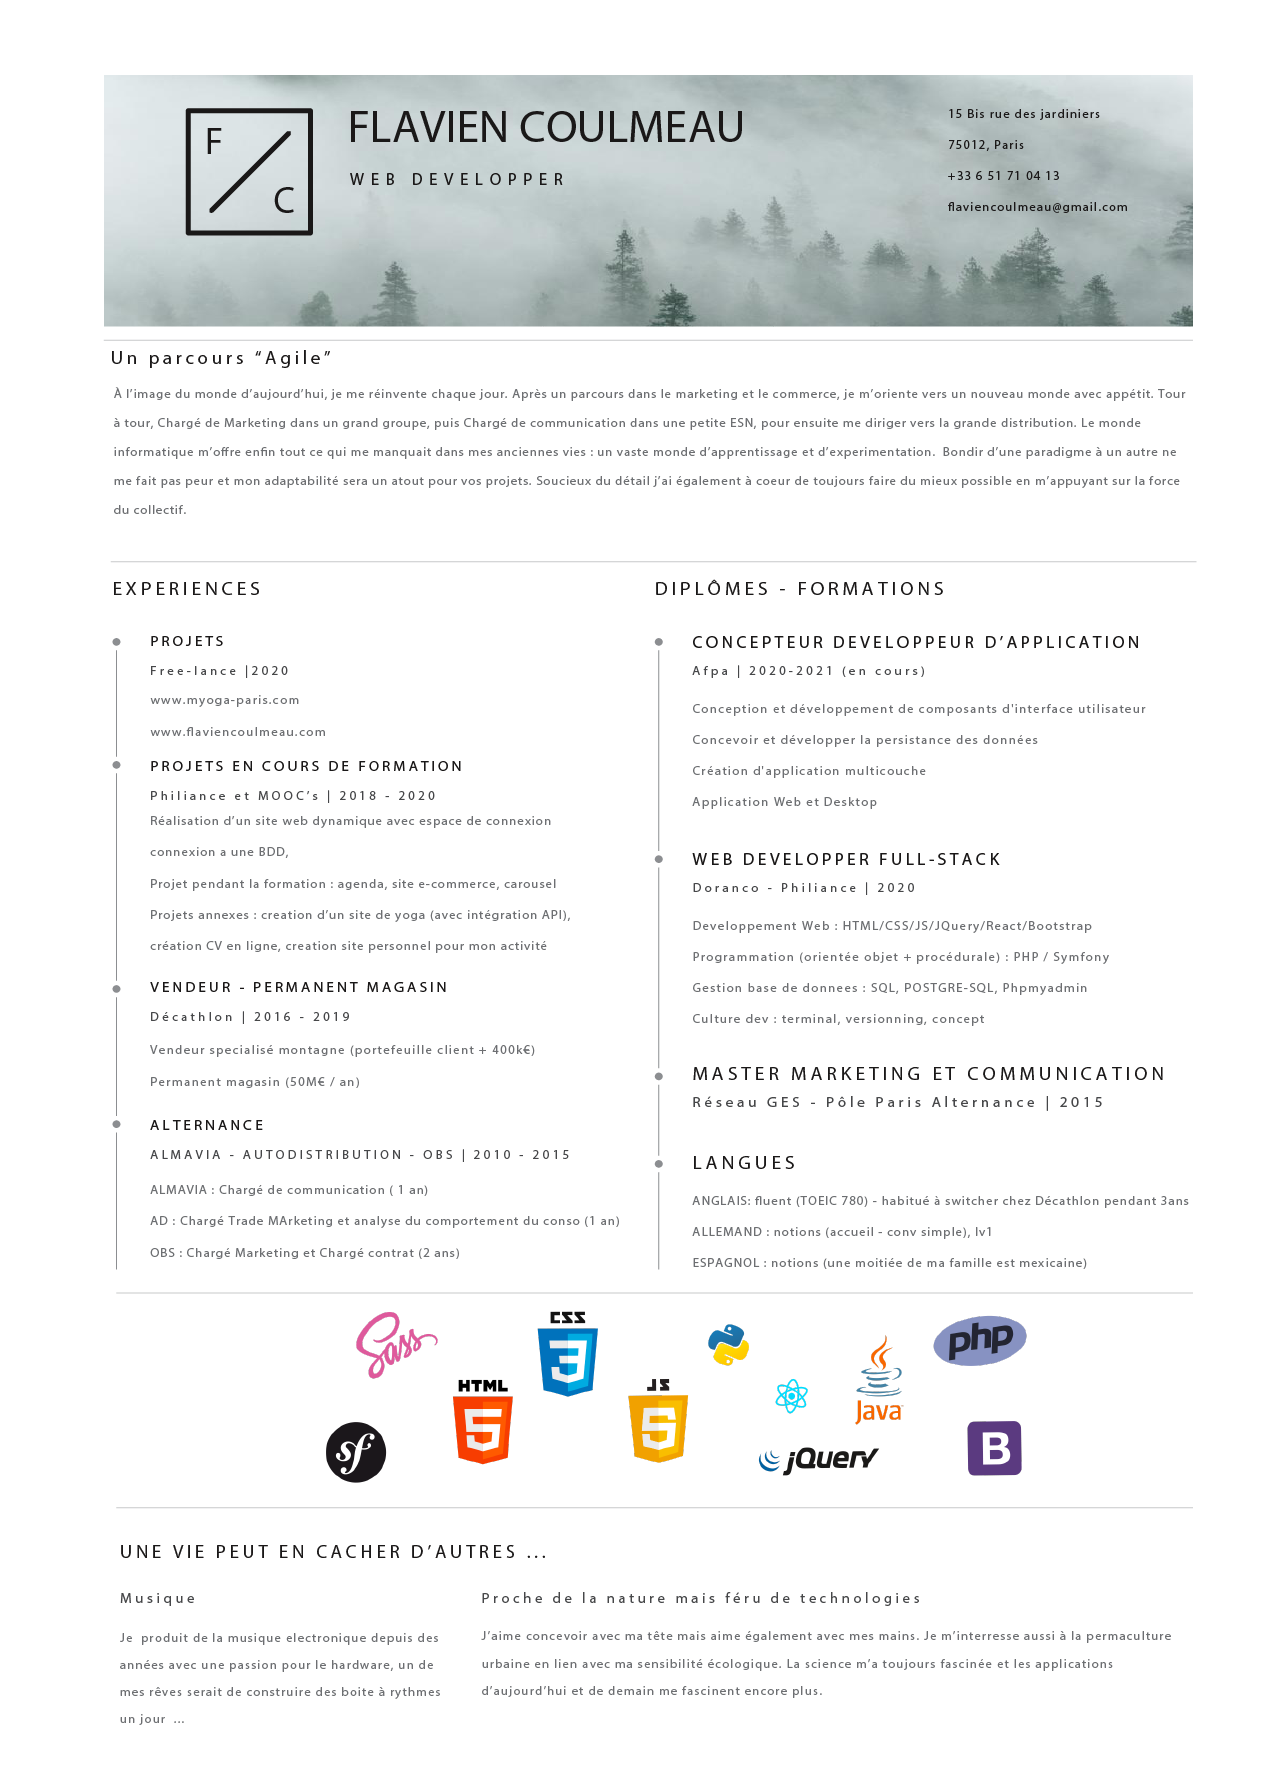 F
C
FLAVIEN COULMEAU
WEB DEVELOPPER
15 Bis rue des jardiniers
75012, Paris
+33 6 51 71 04 13
flaviencoulmeau@gmail.com
Un parcours “Agile”
À l’image du monde d’aujourd’hui, je me réinvente chaque jour. Après un parcours dans le marketing et le commerce, je m’oriente vers un nouveau monde avec appétit. Tour
à tour, Chargé de Marketing dans un grand groupe, puis Chargé de communication dans une petite ESN, pour ensuite me diriger vers la grande distribution. Le monde
informatique m’offre enfin tout ce qui me manquait dans mes anciennes vies : un vaste monde d’apprentissage et d’experimentation.  Bondir d’une paradigme à un autre ne
me fait pas peur et mon adaptabilité sera un atout pour vos projets. Soucieux du détail j’ai également à coeur de toujours faire du mieux possible en m’appuyant sur la force
du collectif.
EXPERIENCES
PROJETS
Free-lance |2020
www.myoga-paris.com
www.flaviencoulmeau.com
PROJETS EN COURS DE FORMATION
Philiance et MOOC’s | 2018 - 2020
Réalisation d’un site web dynamique avec espace de connexion
connexion a une BDD,
Projet pendant la formation : agenda, site e-commerce, carousel
Projets annexes : creation d’un site de yoga (avec intégration API),
création CV en ligne, creation site personnel pour mon activité
VENDEUR - PERMANENT MAGASIN
Décathlon | 2016 - 2019
Vendeur specialisé montagne (portefeuille client + 400k€)
Permanent magasin (50M€ / an)
ALTERNANCE
ALMAVIA - AUTODISTRIBUTION - OBS | 2010 - 2015
ALMAVIA : Chargé de communication ( 1 an)
AD : Chargé Trade MArketing et analyse du comportement du conso (1 an)
OBS : Chargé Marketing et Chargé contrat (2 ans)
DIPLÔMES - FORMATIONS
CONCEPTEUR DEVELOPPEUR D’APPLICATION
Afpa | 2020-2021 (en cours)
Conception et développement de composants d'interface utilisateur
Concevoir et développer la persistance des données
Création d'application multicouche
Application Web et Desktop
WEB DEVELOPPER FULL-STACK
Doranco - Philiance | 2020
Developpement Web : HTML/CSS/JS/JQuery/React/Bootstrap
Programmation (orientée objet + procédurale) : PHP / Symfony
Gestion base de donnees : SQL, POSTGRE-SQL, Phpmyadmin
Culture dev : terminal, versionning, concept
MASTER MARKETING ET COMMUNICATION
Réseau GES - Pôle Paris Alternance | 2015
LANGUES
ANGLAIS: fluent (TOEIC 780) - habitué à switcher chez Décathlon pendant 3ans
ALLEMAND : notions (accueil - conv simple), lv1
ESPAGNOL : notions (une moitiée de ma famille est mexicaine)
Sass
CSS
3
php
HTML
5
JS
5
Java
sf
jQuery
B
UNE VIE PEUT EN CACHER D’AUTRES ...
Musique
Je  produit de la musique electronique depuis des
années avec une passion pour le hardware, un de
mes rêves serait de construire des boite à rythmes
un jour  ...
Proche de la nature mais féru de technologies
J’aime concevoir avec ma tête mais aime également avec mes mains. Je m’interresse aussi à la permaculture
urbaine en lien avec ma sensibilité écologique. La science m’a toujours fascinée et les applications
d’aujourd’hui et de demain me fascinent encore plus.